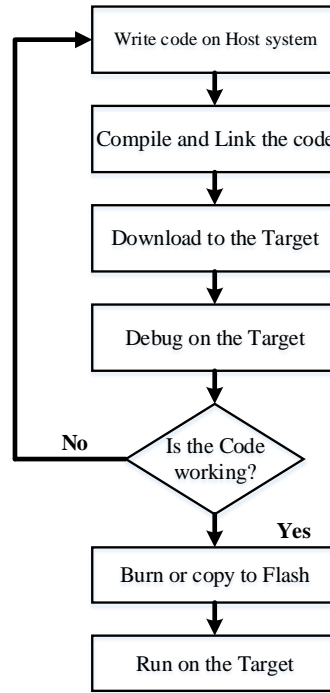 Write code on Host system
Compile and Link the code
Download to the Target
Debug on the Target
Is the Code
working?
No
Yes
Burn or copy to Flash
Run on the Target